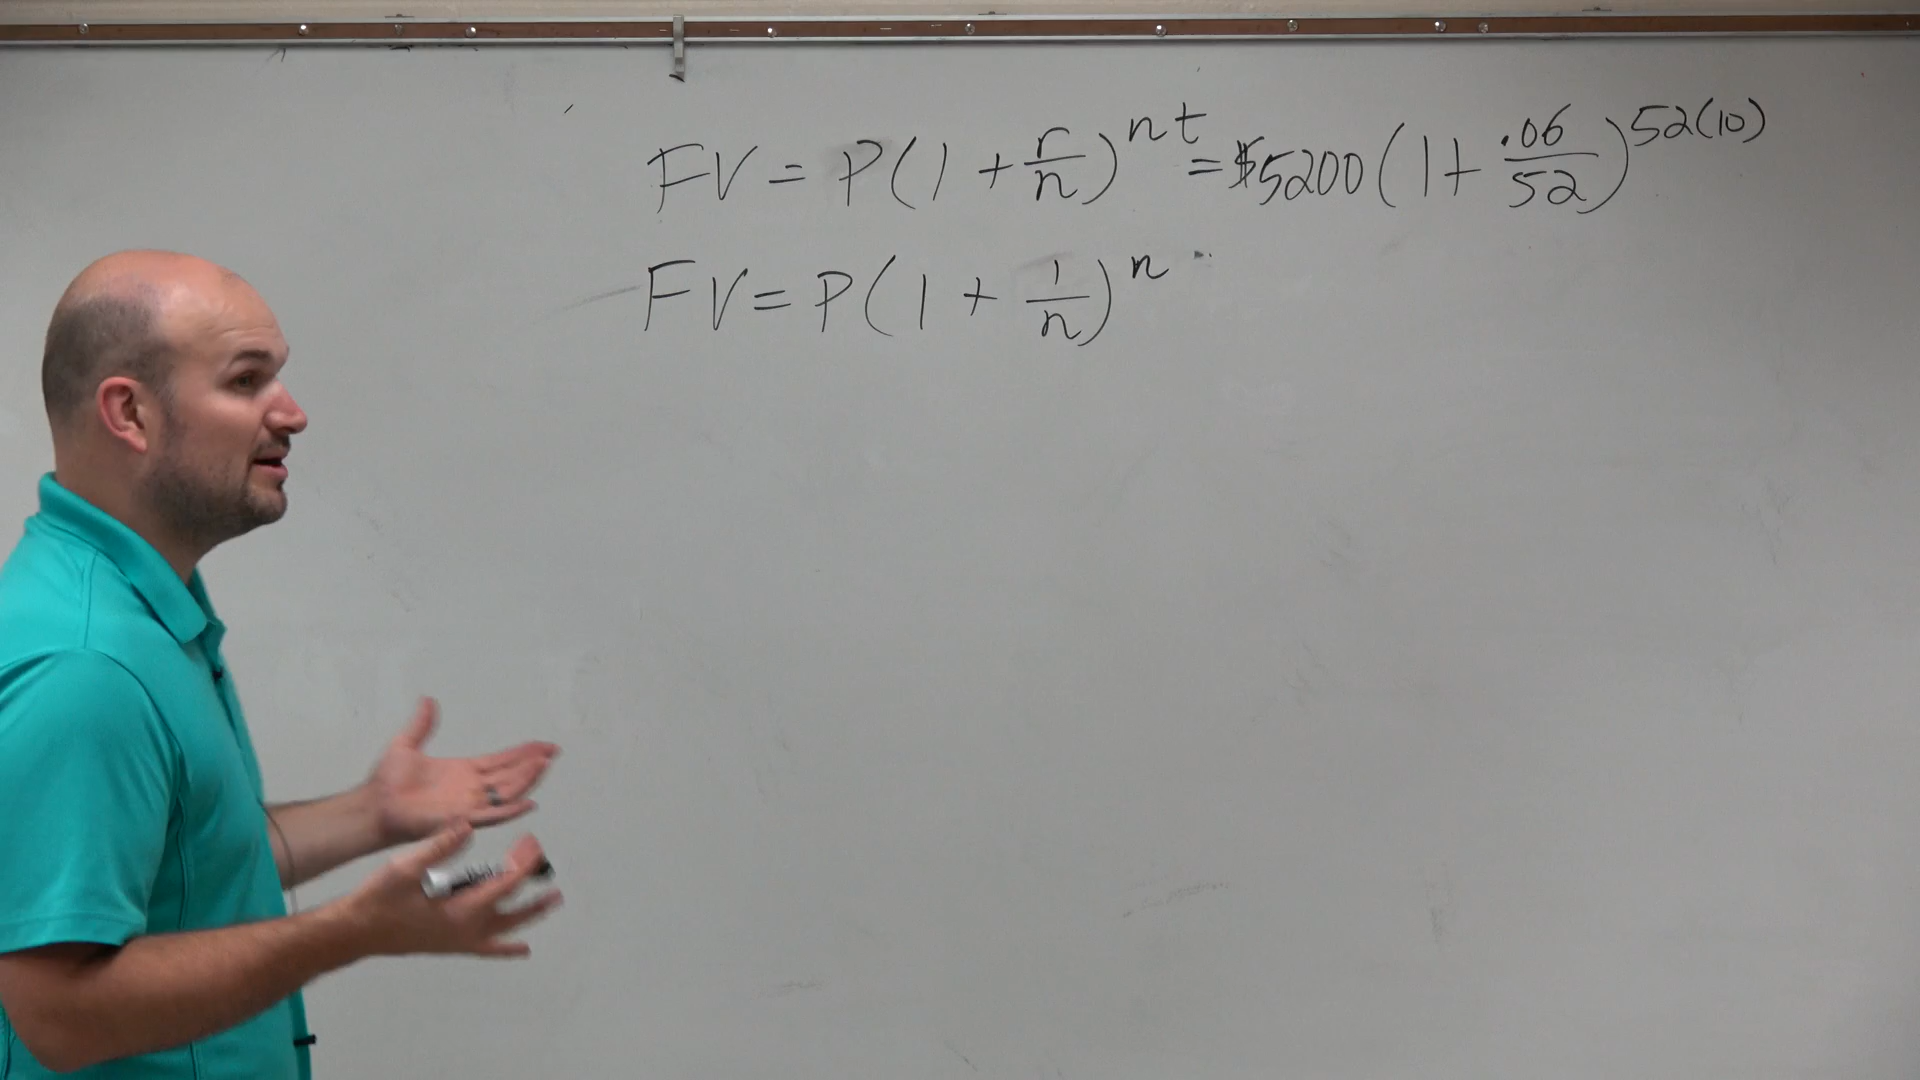 FV = P(1 + r/n)^nt = $5200(1 + .06/52)^52(10)
FV = P(1 + 1/n)^n